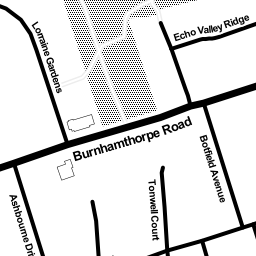 Echo Valley Ridge
Lorraine Gardens
Burnhamthorpe Road
Botfield Avenue
Tonwell Court
Ashbourne Dri